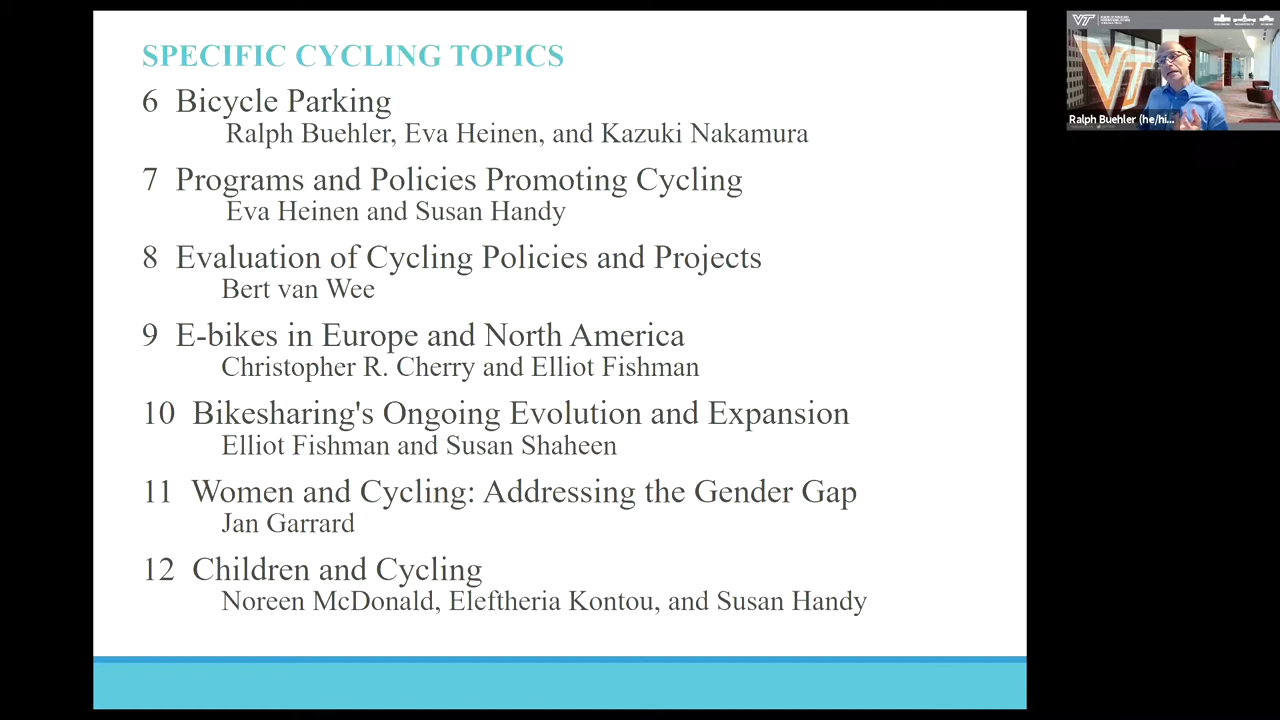 SPECIFIC CYCLING TOPICS
6 Bicycle Parking
Ralph Buehler, Eva Heinen, and Kazuki Nakamura
7 Programs and Policies Promoting Cycling
Eva Heinen and Susan Handy
8 Evaluation of Cycling Policies and Projects
Bert van Wee
9 E-bikes in Europe and North America
Christopher R. Cherry and Elliot Fishman
10 Bikesharing's Ongoing Evolution and Expansion
Elliot Fishman and Susan Shaheen
11 Women and Cycling: Addressing the Gender Gap
Jan Garrard
12 Children and Cycling
Noreen McDonald, Eleftheria Kontou, and Susan Handy
VT
VT
Ralph Buehler (he/hi...